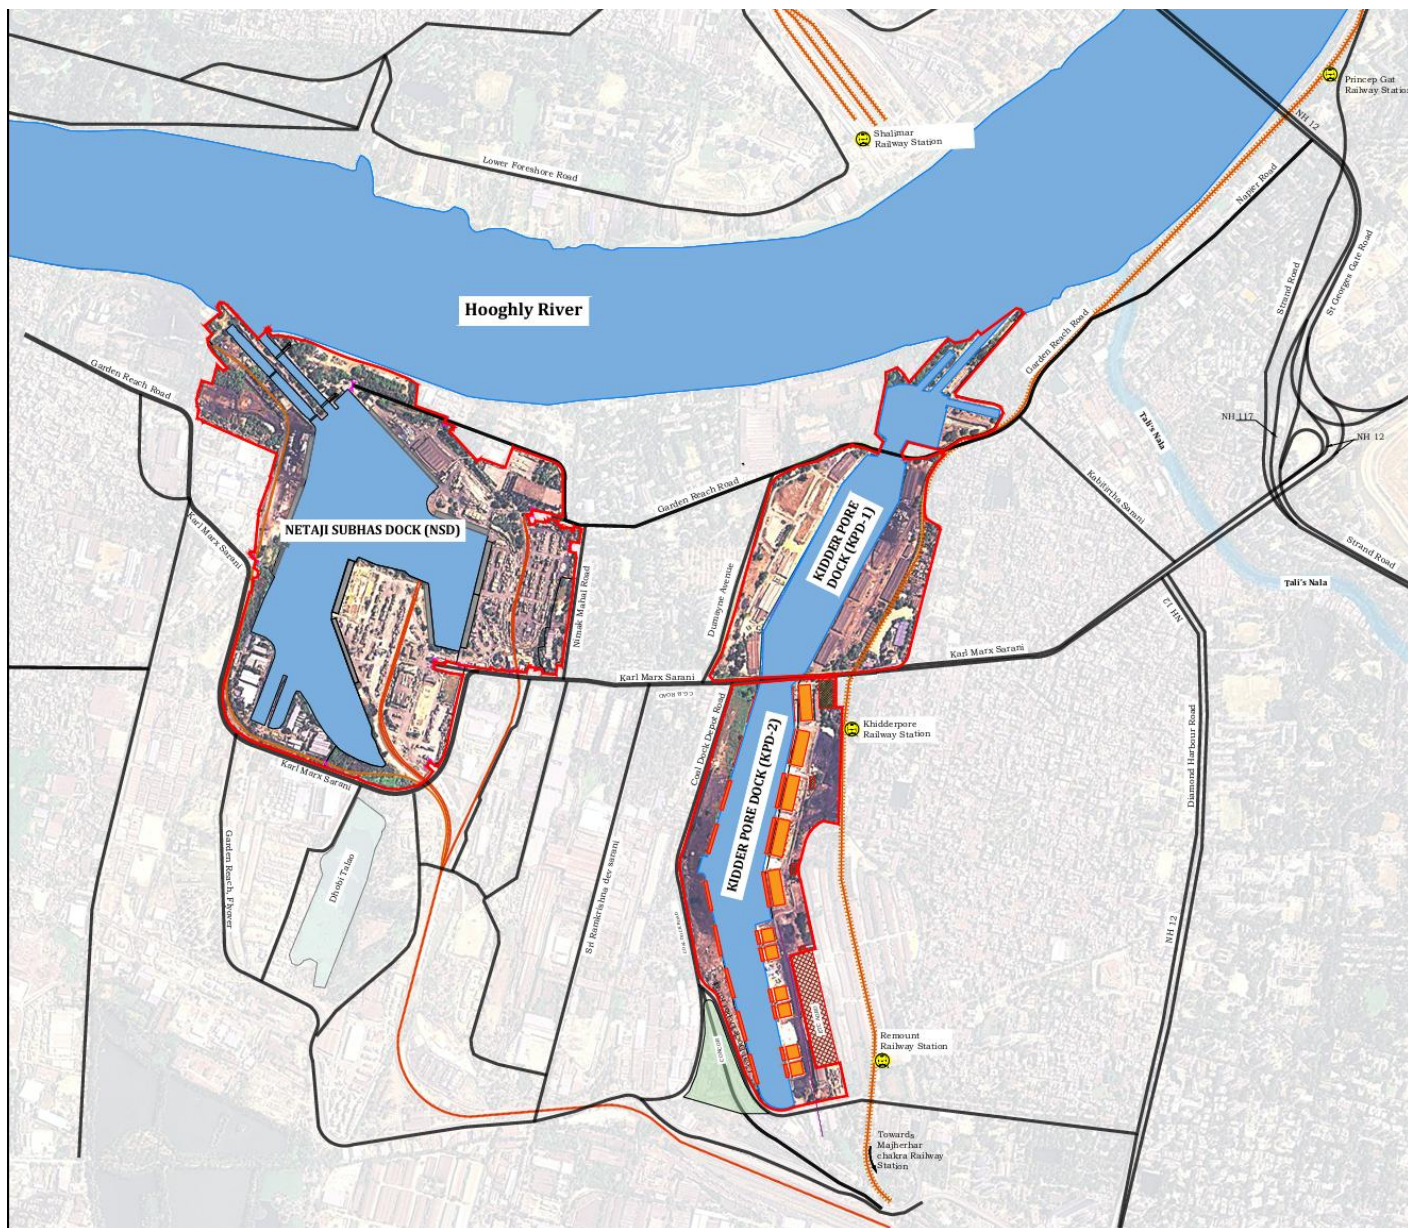 Princep Gat
Railway Station
NH 12
Shalimar
Railway Station
Lower Foreshore Road
Napier Road
Strand Road
St Georges Gate Road
Hooghly River
Garden Reach Road
Garden Reach Road
Tali's Nala
NH 117
NH 12
Kabitirtha Sarani
Garden Reach Road
KIDDER PORE
DOCK (KPD-1)
NETAJI SUBHAS DOCK (NSD)
Karl Marx Sarani
Strand Road
Tali's Nala
Dumayne Avenue
Nimak Mahal Road
NH 12
Karl Marx Sarani
Karl Marx Sarani
C.G.R ROAD
Coal Dock Depot Road
Khidderpore
Railway Station
Diamond Harbour Road
Karl Marx Sarani
KIDDER PORE DOCK (KPD-2)
Garden Reach, Flyover
Dhobi Talao
Sri Ramkrishna dev sarani
NH 12
Remount
Railway Station
Towards
Majherhar
chakra Railway
Station